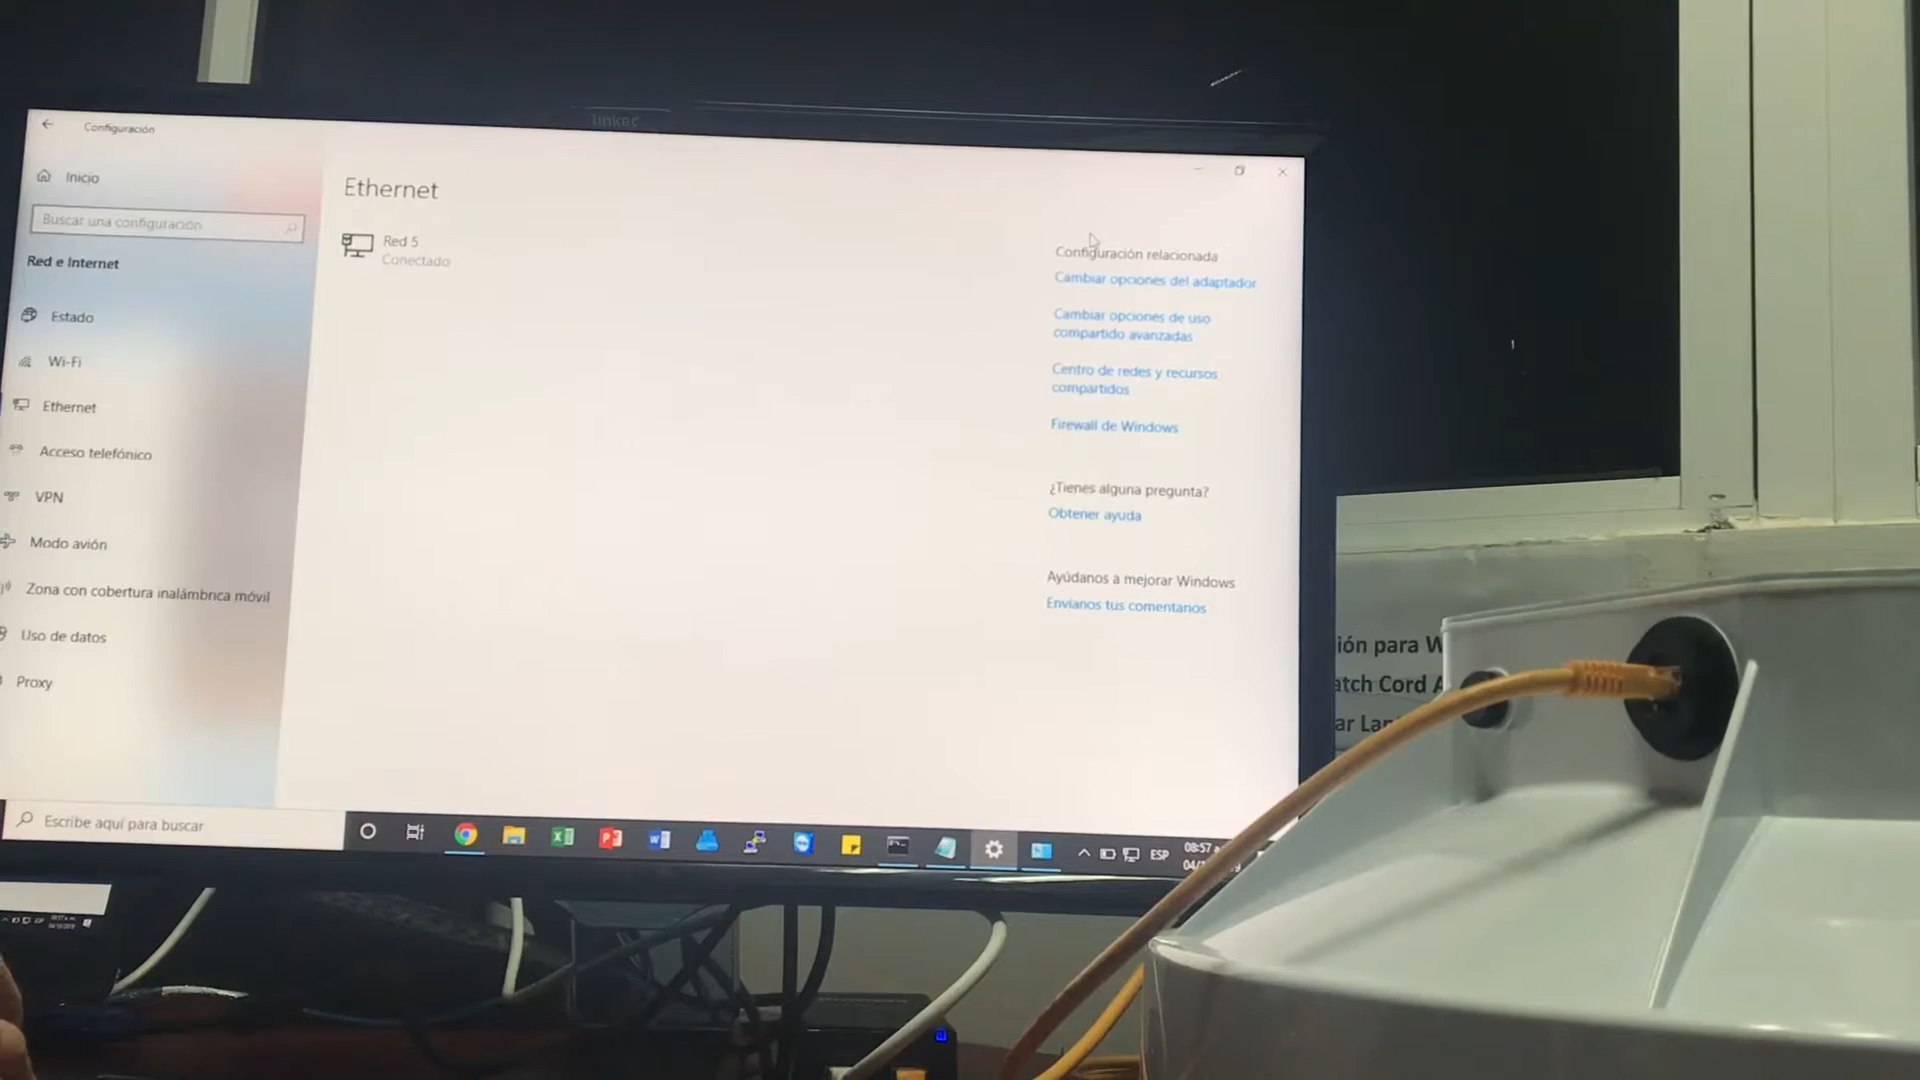 Configuración
Inicio
Buscar una configuración
Red e Internet
Estado
Wi-Fi
Ethernet
Acceso telefónico
VPN
Modo avión
Zona con cobertura inalámbrica móvil
Uso de datos
Proxy
Ethernet
Red 5
Conectado
Configuración relacionada
Cambiar opciones del adaptador
Cambiar opciones de uso
compartido avanzadas
Centro de redes y recursos
compartidos
Firewall de Windows
¿Tienes alguna pregunta?
Obtener ayuda
Ayúdanos a mejorar Windows
Envíanos tus comentarios
Escribe aquí para buscar
ESP
08:57
04/
ión para W
atch Cord A
ar Lan